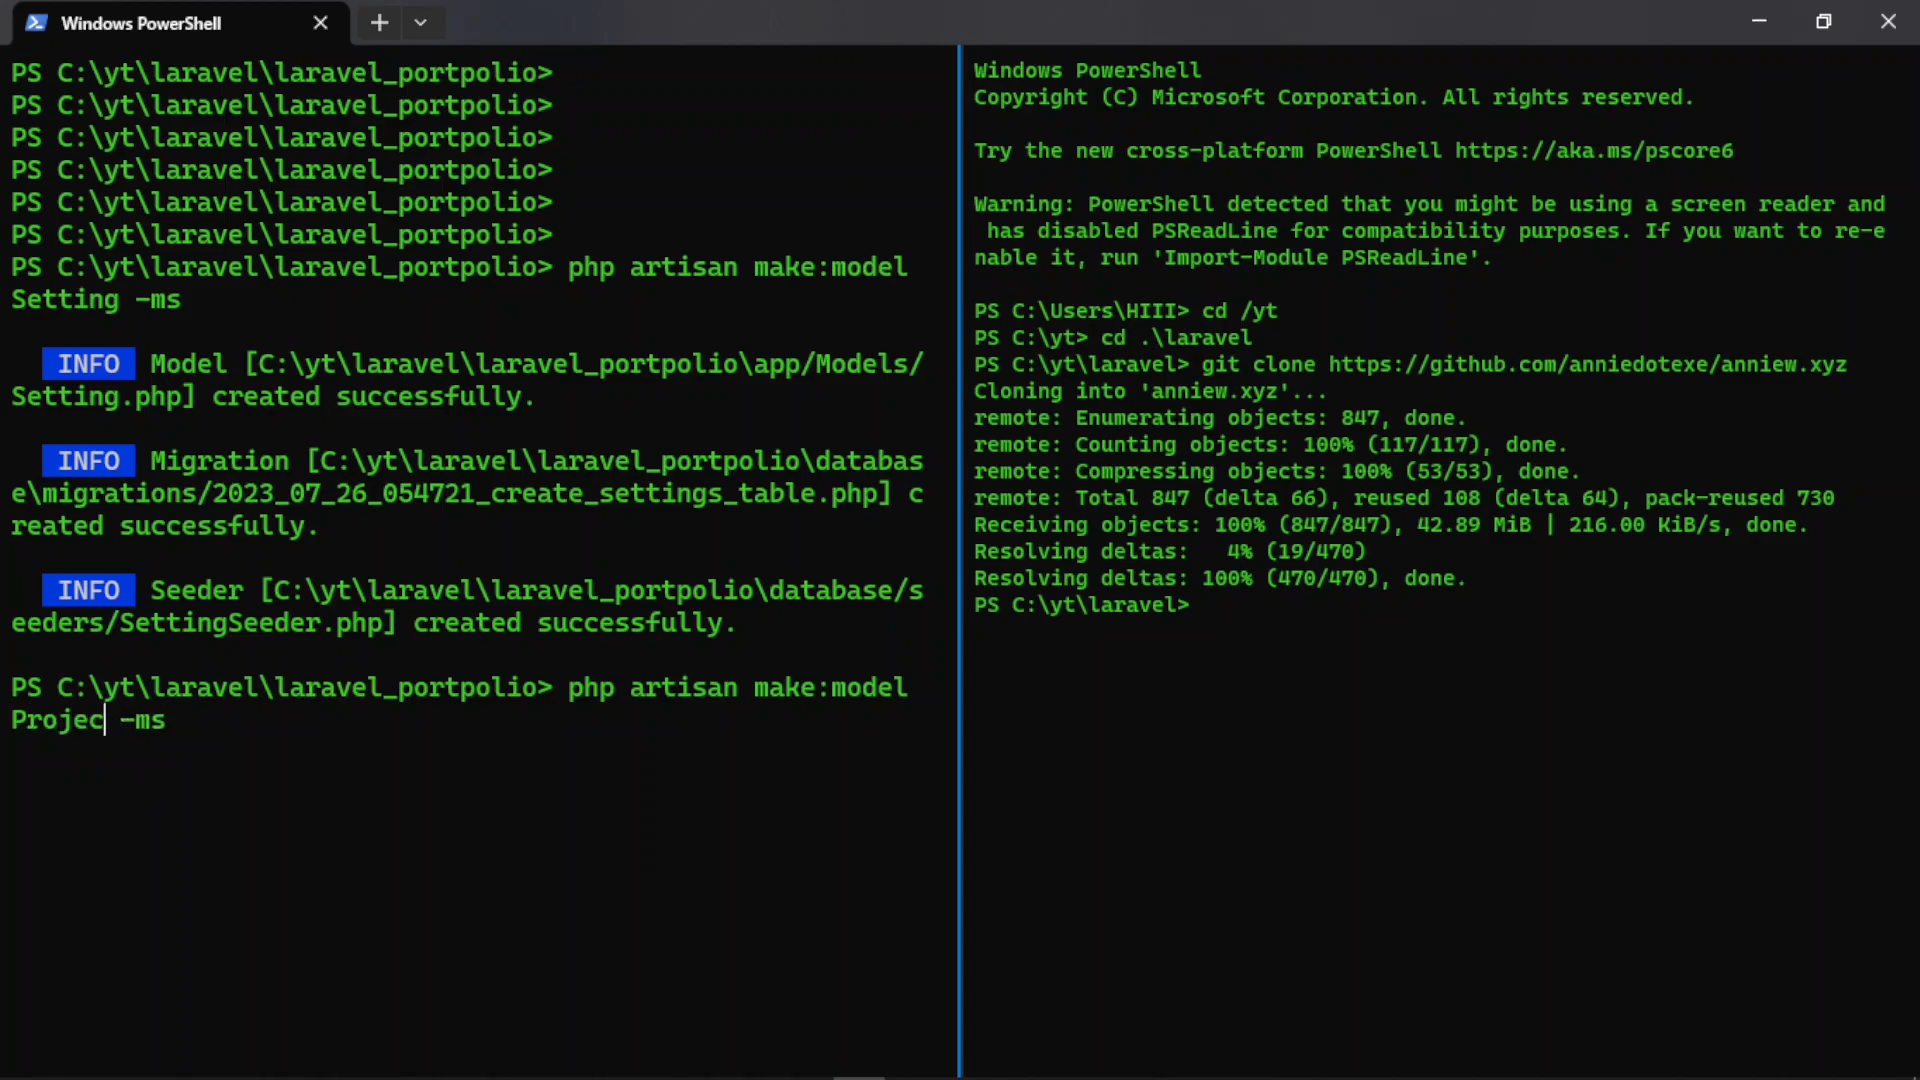 Windows PowerShell
PS C:\yt\laravel\laravel_portpolio>
PS C:\yt\laravel\laravel_portpolio>
PS C:\yt\laravel\laravel_portpolio>
PS C:\yt\laravel\laravel_portpolio>
PS C:\yt\laravel\laravel_portpolio>
PS C:\yt\laravel\laravel_portpolio>
PS C:\yt\laravel\laravel_portpolio> php artisan make:model
Setting -ms
INFO Model [C:\yt\laravel\laravel_portpolio\app/Models/
Setting.php] created successfully.
INFO Migration [C:\yt\laravel\laravel_portpolio\databas
e\migrations/2023_07_26_054721_create_settings_table.php] c
reated successfully.
INFO Seeder [C:\yt\laravel\laravel_portpolio\database/s
eeders/SettingSeeder.php] created successfully.
PS C:\yt\laravel\laravel_portpolio> php artisan make:model
Projec -ms
Windows PowerShell
Copyright (C) Microsoft Corporation. All rights reserved.
Try the new cross-platform PowerShell https://aka.ms/pscore6
Warning: PowerShell detected that you might be using a screen reader and
has disabled PSReadLine for compatibility purposes. If you want to re-e
nable it, run 'Import-Module PSReadLine'.
PS C:\Users\HIII> cd /yt
PS C:\yt> cd .\laravel
PS C:\yt\laravel> git clone https://github.com/anniedotexe/anniew.xyz
Cloning into 'anniew.xyz'...
remote: Enumerating objects: 847, done.
remote: Counting objects: 100% (117/117), done.
remote: Compressing objects: 100% (53/53), done.
remote: Total 847 (delta 66), reused 108 (delta 64), pack-reused 730
Receiving objects: 100% (847/847), 42.89 MiB | 216.00 KiB/s, done.
Resolving deltas:   4% (19/470)
Resolving deltas: 100% (470/470), done.
PS C:\yt\laravel>